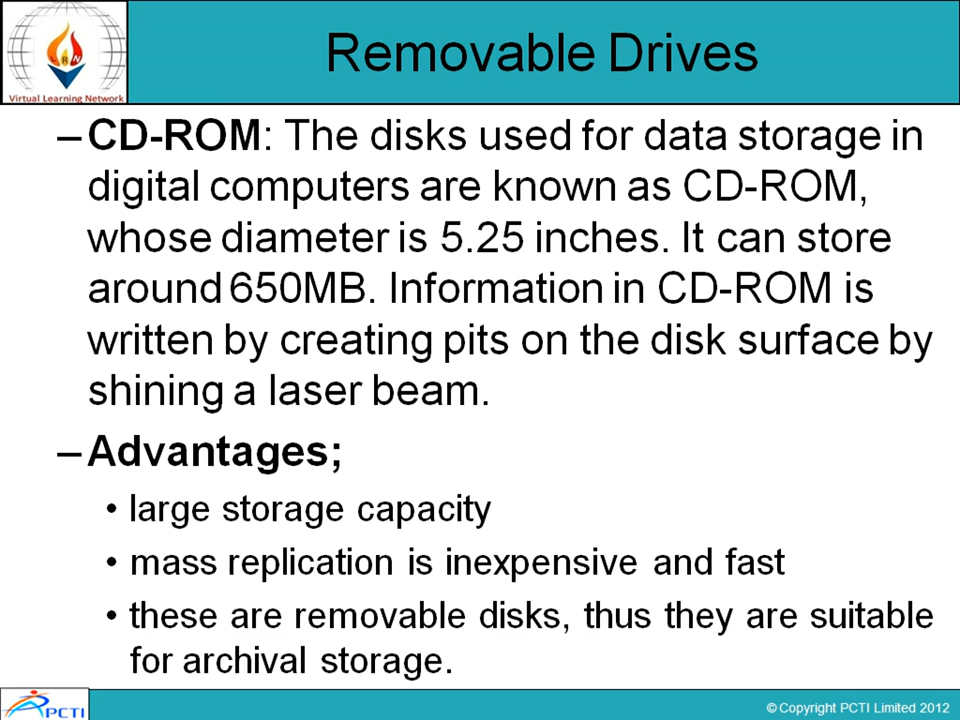 Removable Drives
RN
Virtual Learning Network
– CD-ROM: The disks used for data storage in
digital computers are known as CD-ROM,
whose diameter is 5.25 inches. It can store
around 650MB. Information in CD-ROM is
written by creating pits on the disk surface by
shining a laser beam.
– Advantages;
• large storage capacity
• mass replication is inexpensive and fast
• these are removable disks, thus they are suitable
for archival storage.
PCTI
© Copyright PCTI Limited 2012